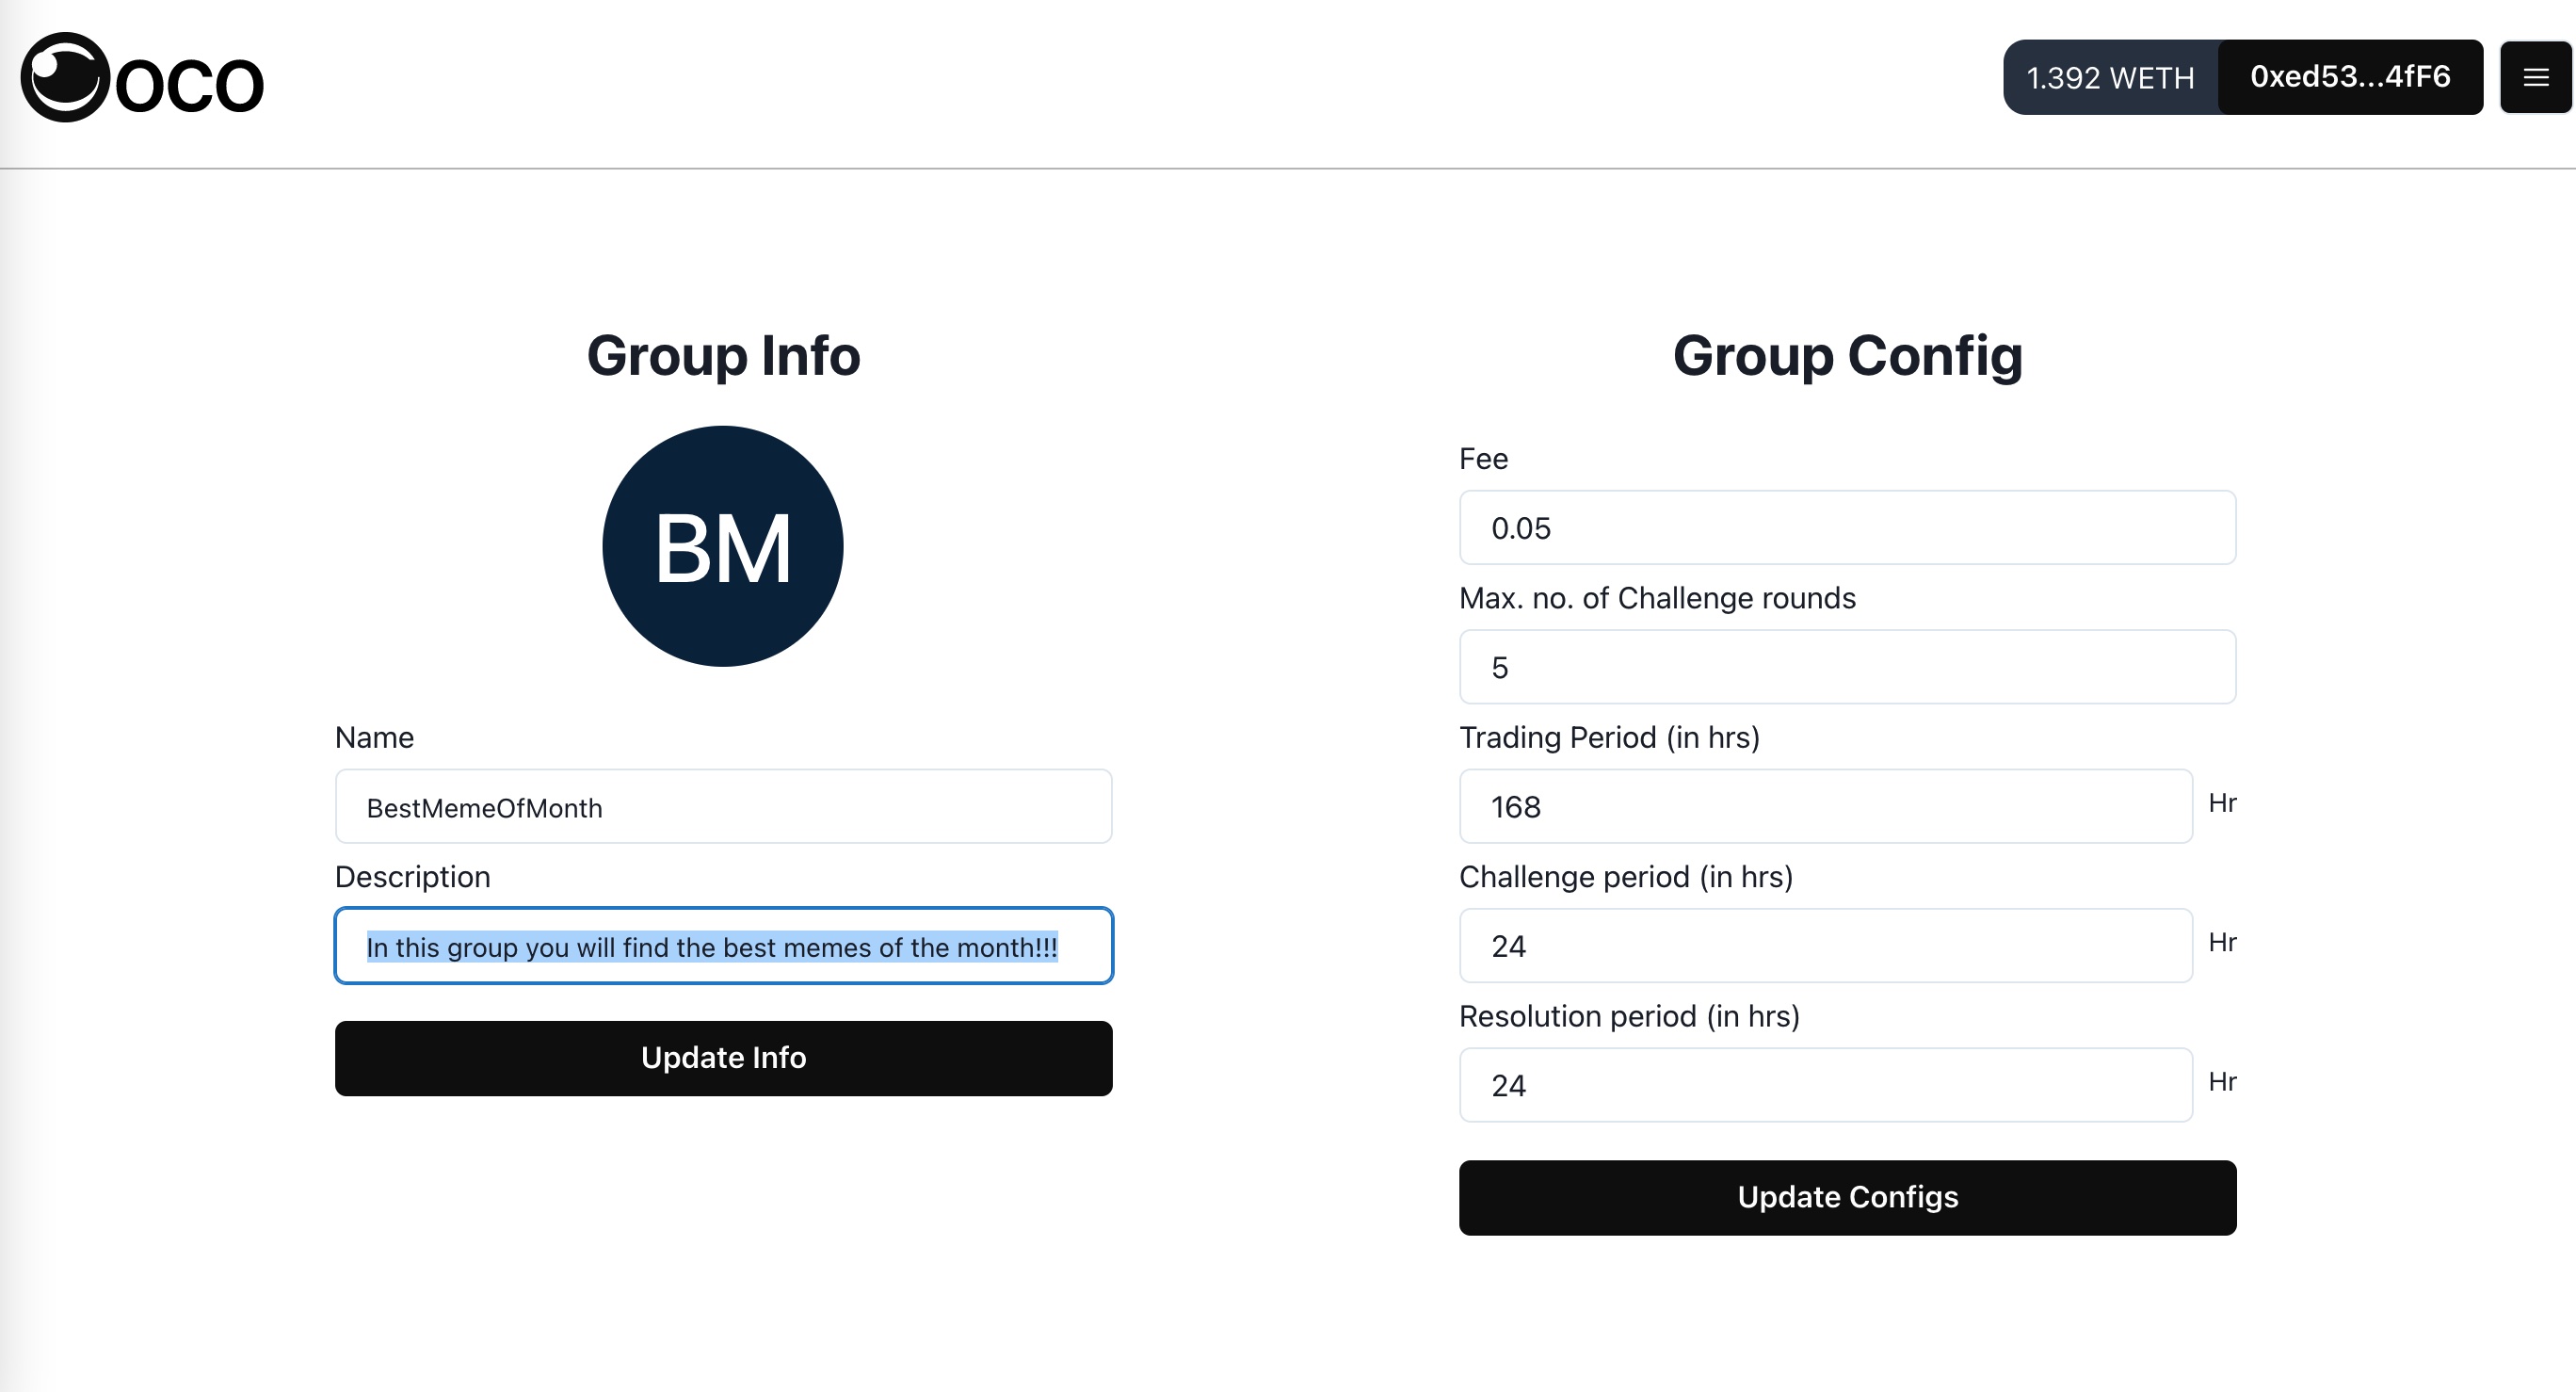 OCO
1.392 WETH
0xed53...4fF6
Group Info
BM
Name
BestMemeOfMonth
Description
In this group you will find the best memes of the month!!!
Update Info
Group Config
Fee
0.05
Max. no. of Challenge rounds
5
Trading Period (in hrs)
168 Hr
Challenge period (in hrs)
24 Hr
Resolution period (in hrs)
24 Hr
Update Configs